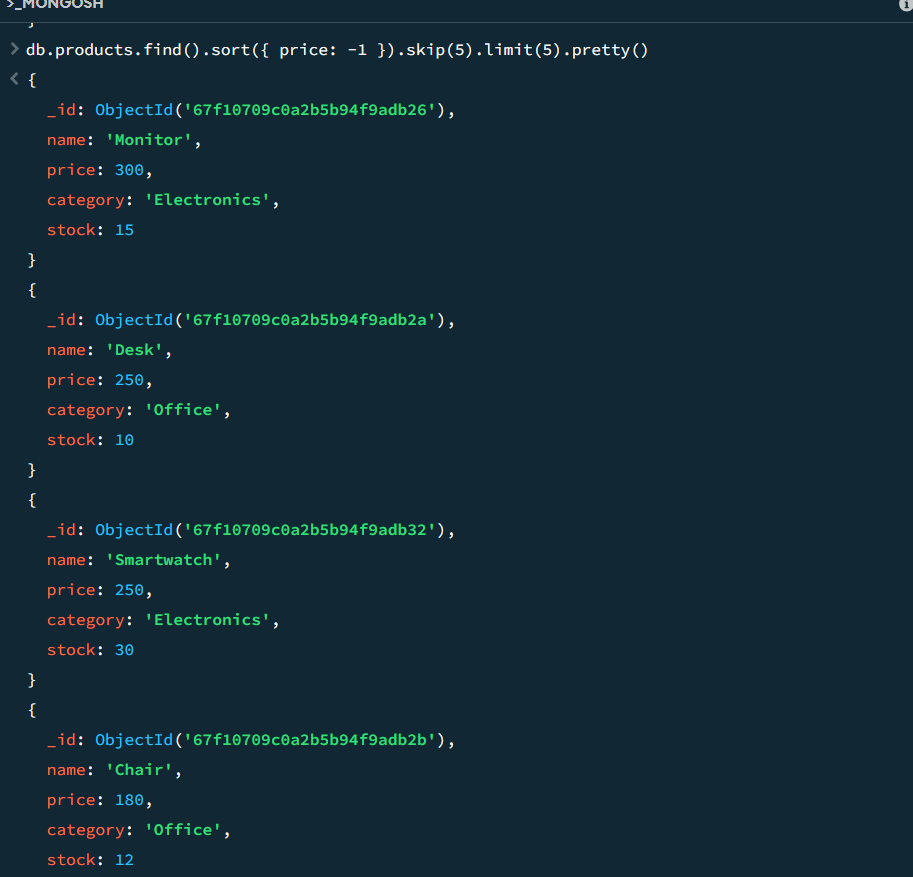 >_MONGOSH
}
> db.products.find().sort({ price: -1 }).skip(5).limit(5).pretty()
< {
_id: ObjectId('67f10709c0a2b5b94f9adb26'),
name: 'Monitor',
price: 300,
category: 'Electronics',
stock: 15
}
{
_id: ObjectId('67f10709c0a2b5b94f9adb2a'),
name: 'Desk',
price: 250,
category: 'Office',
stock: 10
}
{
_id: ObjectId('67f10709c0a2b5b94f9adb32'),
name: 'Smartwatch',
price: 250,
category: 'Electronics',
stock: 30
}
{
_id: ObjectId('67f10709c0a2b5b94f9adb2b'),
name: 'Chair',
price: 180,
category: 'Office',
stock: 12